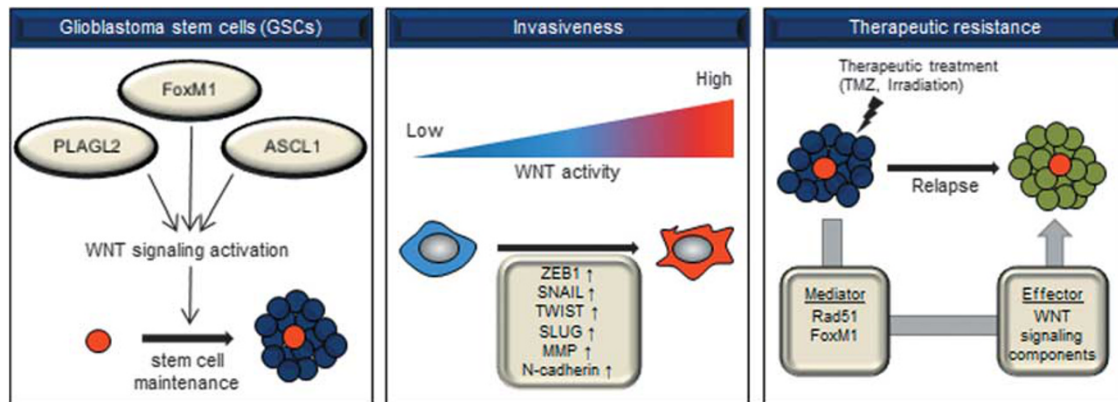 Glioblastoma stem cells (GSCs)
FoxM1
PLAGL2
ASCL1
WNT signaling activation
stem cell
maintenance
Invasiveness
High
Low
WNT activity
ZEB1 ↑
SNAIL ↑
TWIST ↑
SLUG ↑
MMP ↑
N-cadherin ↑
Therapeutic resistance
Therapeutic treatment
(TMZ, Irradiation)
Relapse
Mediator
Rad51
FoxM1
Effector
WNT
signaling
components